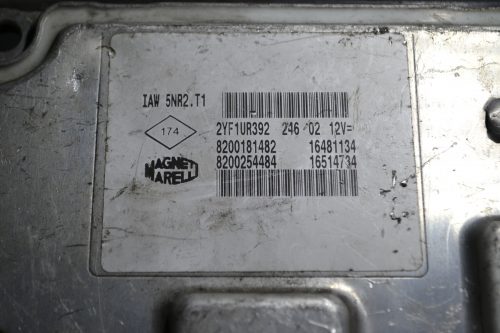 IAW 5NR2.T1
174
2YF1UR392 246 02 12V=
8200181482 16481134
8200254484 16514734
MAGNETI
MARELLI